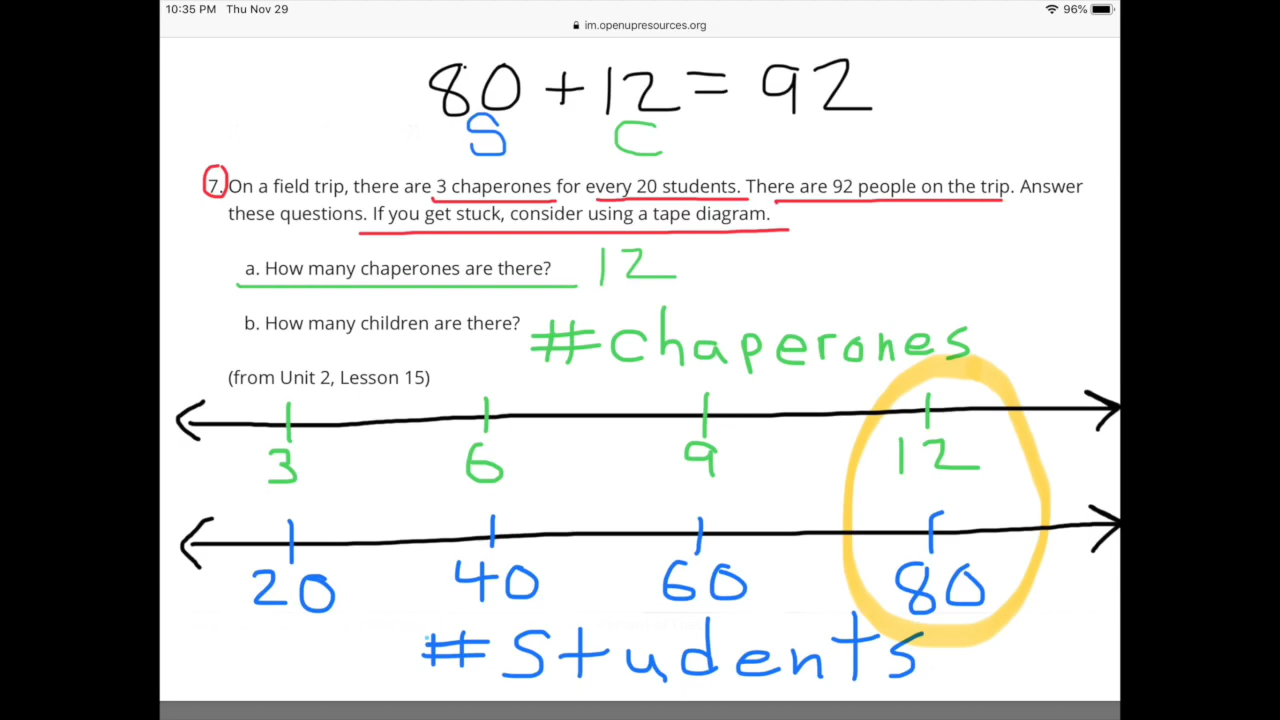 10:35 PM Thu Nov 29 96%
im.openupresources.org
80 + 12 = 92
S C
7. On a field trip, there are 3 chaperones for every 20 students. There are 92 people on the trip. Answer
these questions. If you get stuck, consider using a tape diagram.
a. How many chaperones are there? 12
b. How many children are there?
#chaperones
(from Unit 2, Lesson 15)
3 6 9 12
20 40 60 80
#Students